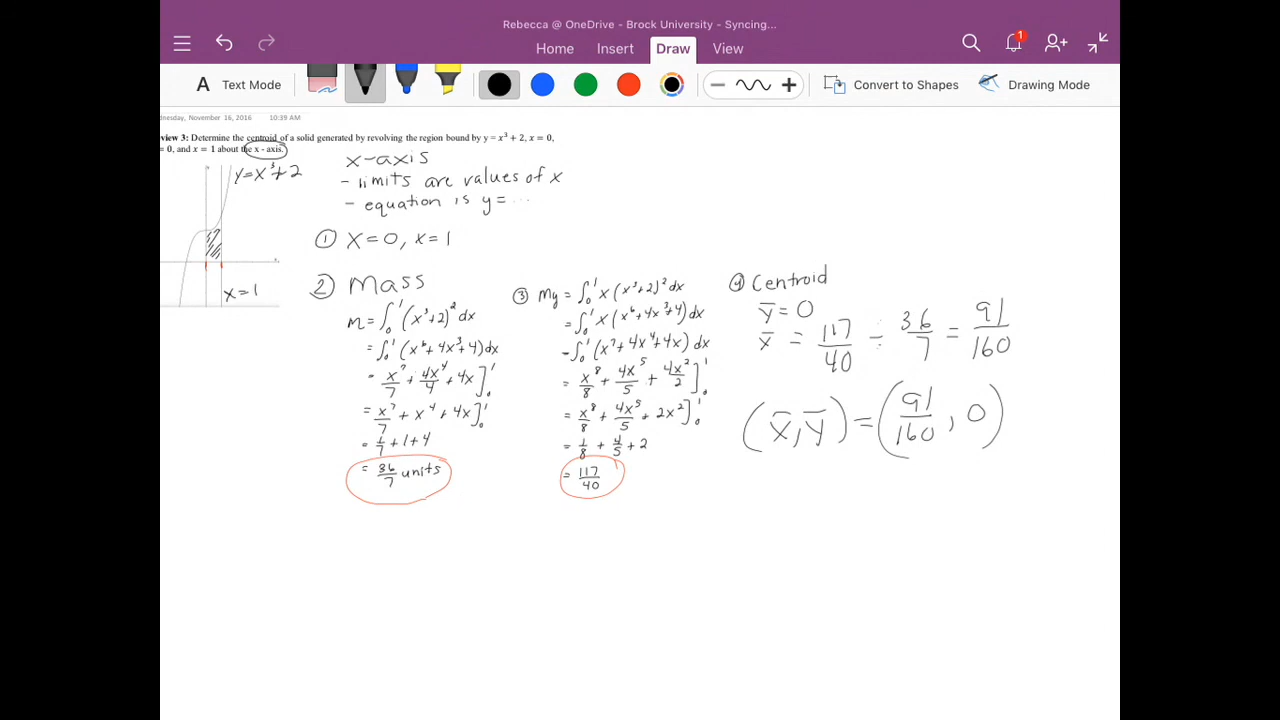 Rebecca @ OneDrive - Brock University - Syncing...
Home Insert Draw View
1
A Text Mode Convert to Shapes Drawing Mode
dnesday, November 16, 2016 10:39 AM
view 3: Determine the centroid of a solid generated by revolving the region bound by y = x³ + 2, x = 0,
= 0, and x = 1 about the x - axis.
y=x³+2
x=1
x-axis
- limits are values of x
- equation is y=...
① x=0, x=1
② Mass
m = ∫₀¹ (x³+2)² dx
= ∫₀¹ (x⁶+4x³+4)dx
= x⁷/7 + 4x⁴/4 + 4x]₀¹
= x⁷/7 + x⁴ + 4x]₀¹
= 1/7 + 1 + 4
= 36/7 units
③ My = ∫₀¹ x(x³+2)² dx
= ∫₀¹ x(x⁶+4x³+4)dx
= ∫₀¹ (x⁷+4x⁴+4x) dx
= x⁸/8 + 4x⁵/5 + 4x²/2]₀¹
= x⁸/8 + 4x⁵/5 + 2x²]₀¹
= 1/8 + 4/5 + 2
= 117/40
④ Centroid
y̅ = 0
x̅ = 117/40 ÷ 36/7 = 91/160
(x̅, y̅) = (91/160, 0)